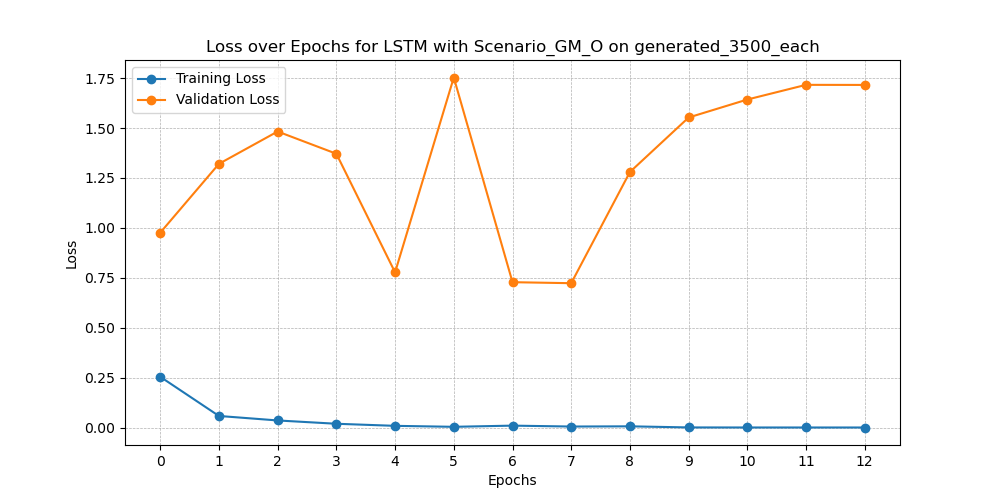 Loss over Epochs for LSTM with Scenario_GM_O on generated_3500_each
Training Loss
Validation Loss
1.75
1.50
1.25
1.00
0.75
0.50
0.25
0.00
Loss
0 1 2 3 4 5 6 7 8 9 10 11 12
Epochs